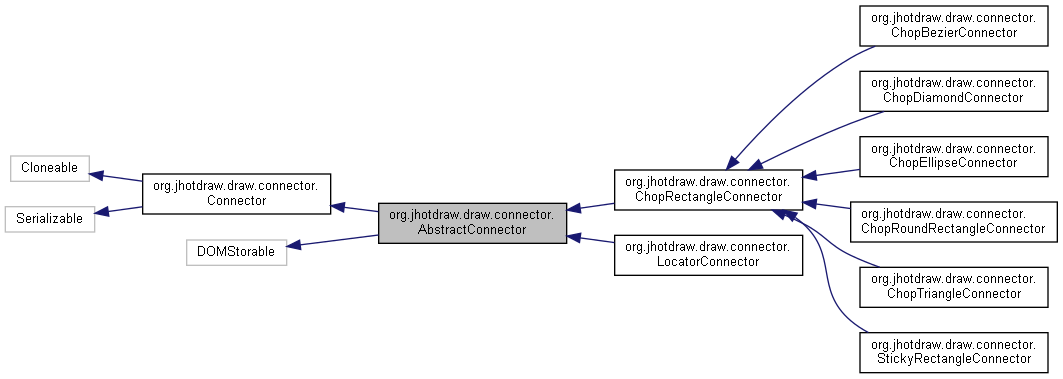 org.jhotdraw.draw.connector.
ChopBezierConnector
org.jhotdraw.draw.connector.
ChopDiamondConnector
org.jhotdraw.draw.connector.
ChopEllipseConnector
Cloneable
org.jhotdraw.draw.connector.
Connector
org.jhotdraw.draw.connector.
ChopRectangleConnector
Serializable
org.jhotdraw.draw.connector.
AbstractConnector
org.jhotdraw.draw.connector.
ChopRoundRectangleConnector
DOMStorable
org.jhotdraw.draw.connector.
LocatorConnector
org.jhotdraw.draw.connector.
ChopTriangleConnector
org.jhotdraw.draw.connector.
StickyRectangleConnector